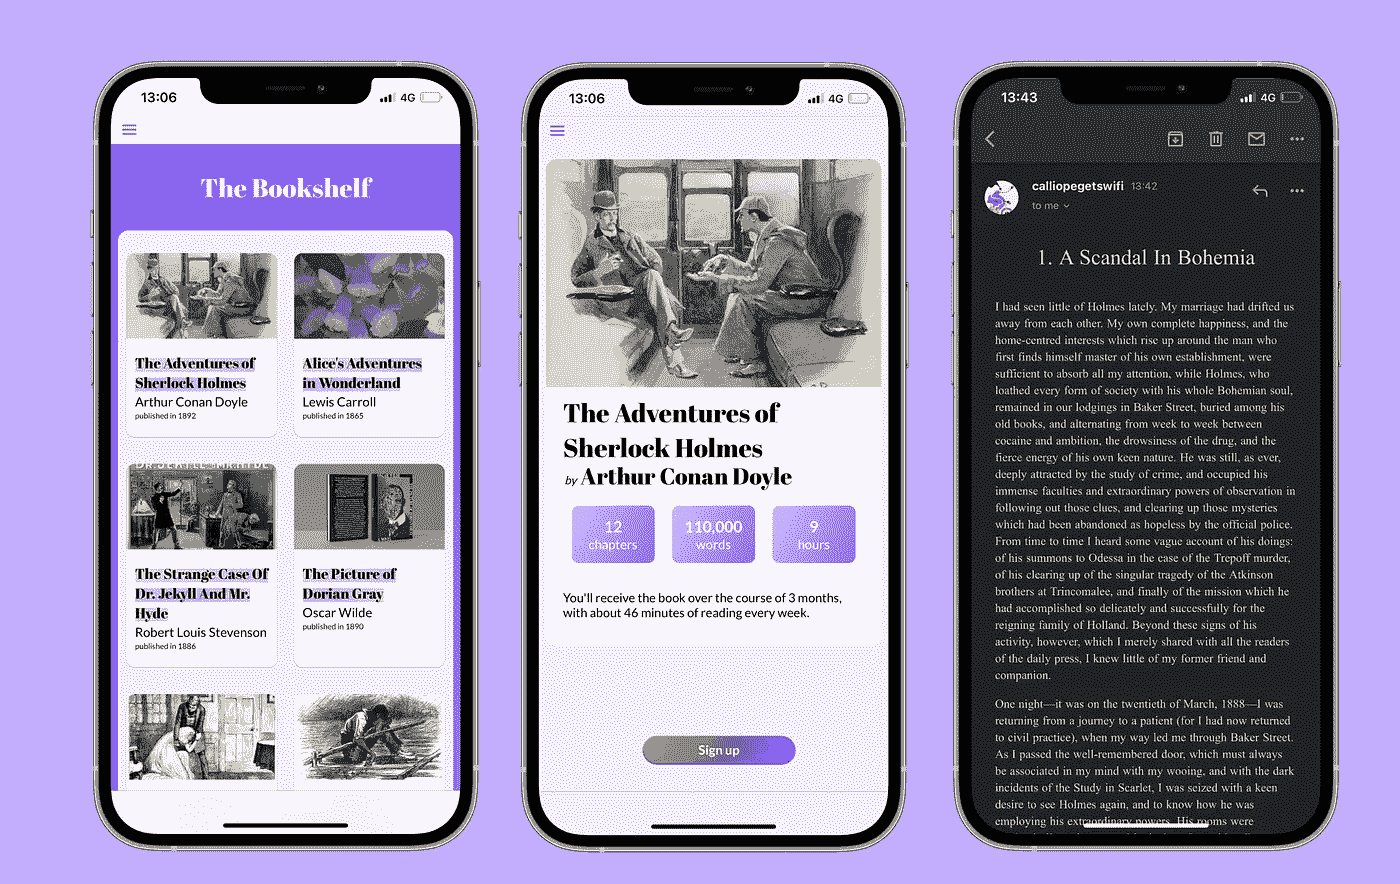 13:06
4G
The Bookshelf
The Adventures of
Sherlock Holmes
Arthur Conan Doyle
published in 1892
Alice's Adventures
in Wonderland
Lewis Carroll
published in 1865
DR. JEKYLL AND MR. HYDE
The Strange Case Of
Dr. Jekyll And Mr.
Hyde
Robert Louis Stevenson
published in 1886
The Picture of
Dorian Gray
Oscar Wilde
published in 1890
13:06
4G
The Adventures of
Sherlock Holmes
by Arthur Conan Doyle
12
chapters
110,000
words
9
hours
You'll receive the book over the course of 3 months,
with about 46 minutes of reading every week.
Sign up
13:43
4G
calliopegetswifi 13:42
to me
1. A Scandal In Bohemia
I had seen little of Holmes lately. My marriage had drifted us
away from each other. My own complete happiness, and the
home-centred interests which rise up around the man who
first finds himself master of his own establishment, were
sufficient to absorb all my attention, while Holmes, who
loathed every form of society with his whole Bohemian soul,
remained in our lodgings in Baker Street, buried among his
old books, and alternating from week to week between
cocaine and ambition, the drowsiness of the drug, and the
fierce energy of his own keen nature. He was still, as ever,
deeply attracted by the study of crime, and occupied his
immense faculties and extraordinary powers of observation in
following out those clues, and clearing up those mysteries
which had been abandoned as hopeless by the official police.
From time to time I heard some vague account of his doings:
of his summons to Odessa in the case of the Trepoff murder,
of his clearing up of the singular tragedy of the Atkinson
brothers at Trincomalee, and finally of the mission which he
had accomplished so delicately and successfully for the
reigning family of Holland. Beyond these signs of his
activity, however, which I merely shared with all the readers
of the daily press, I knew little of my former friend and
companion.
One night—it was on the twentieth of March, 1888—I was
returning from a journey to a patient (for I had now returned
to civil practice), when my way led me through Baker Street.
As I passed the well-remembered door, which must always
be associated in my mind with my wooing, and with the dark
incidents of the Study in Scarlet, I was seized with a keen
desire to see Holmes again, and to know how he was
employing his extraordinary powers. His rooms were